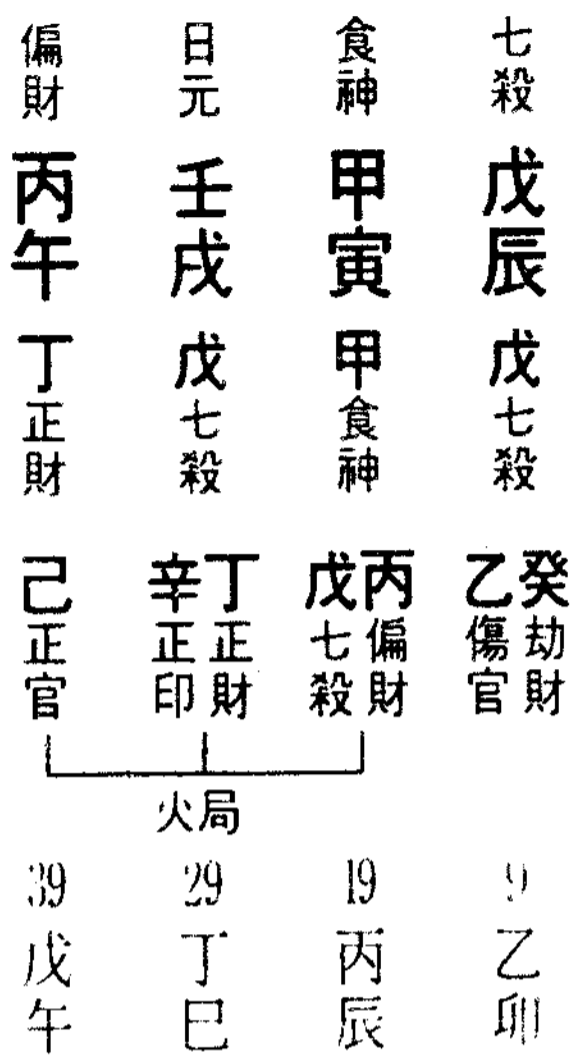 七殺
食神
日元
偏財
戊辰
甲寅
壬戌
丙午
戊七殺
甲食神
戊七殺
丁正財
癸劫財
乙傷官
丙偏財
戊七殺
丁正財
辛正印
己正官
火局
9
19
29
39
乙卯
丙辰
丁巳
戊午